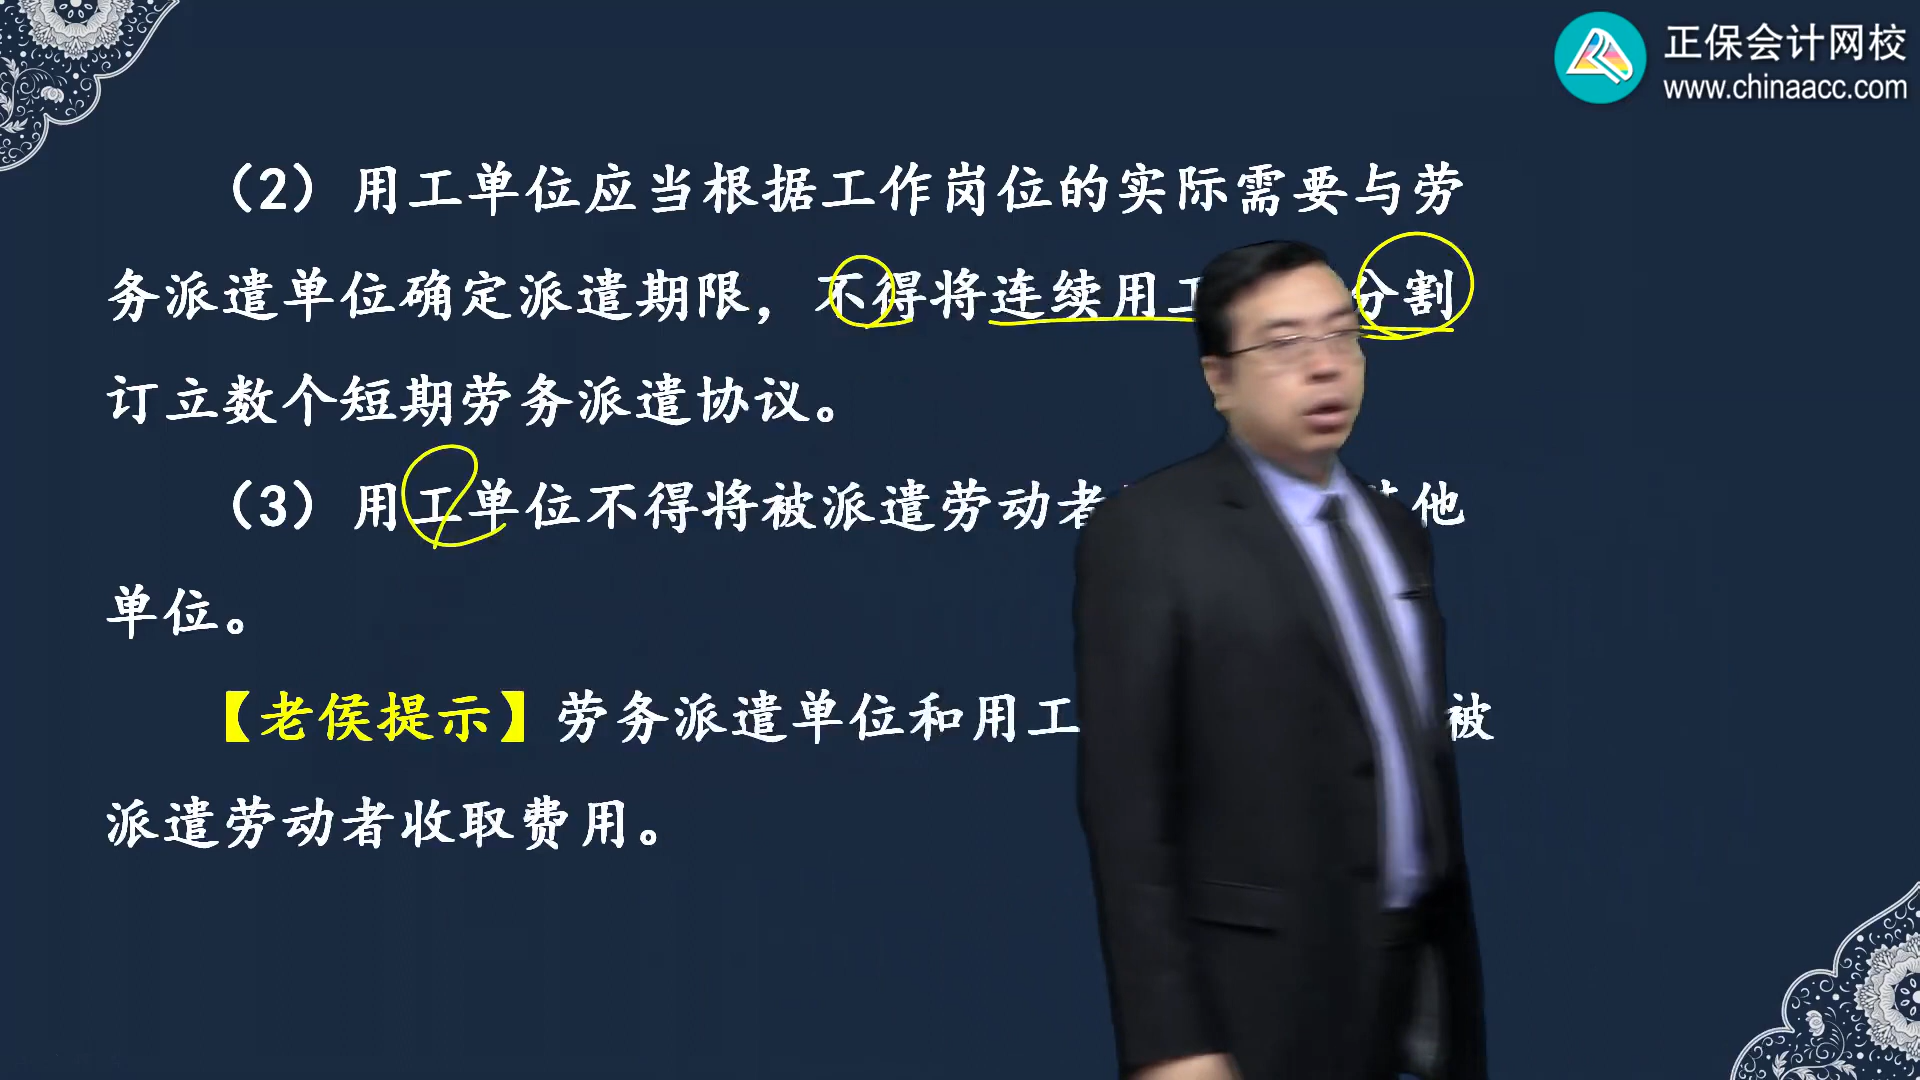 正保会计网校
www.chinaacc.com
（2）用工单位应当根据工作岗位的实际需要与劳
务派遣单位确定派遣期限，不得将连续用工 分割
订立数个短期劳务派遣协议。
（3）用工单位不得将被派遣劳动者 其他
单位。
【老侯提示】劳务派遣单位和用工 被
派遣劳动者收取费用。